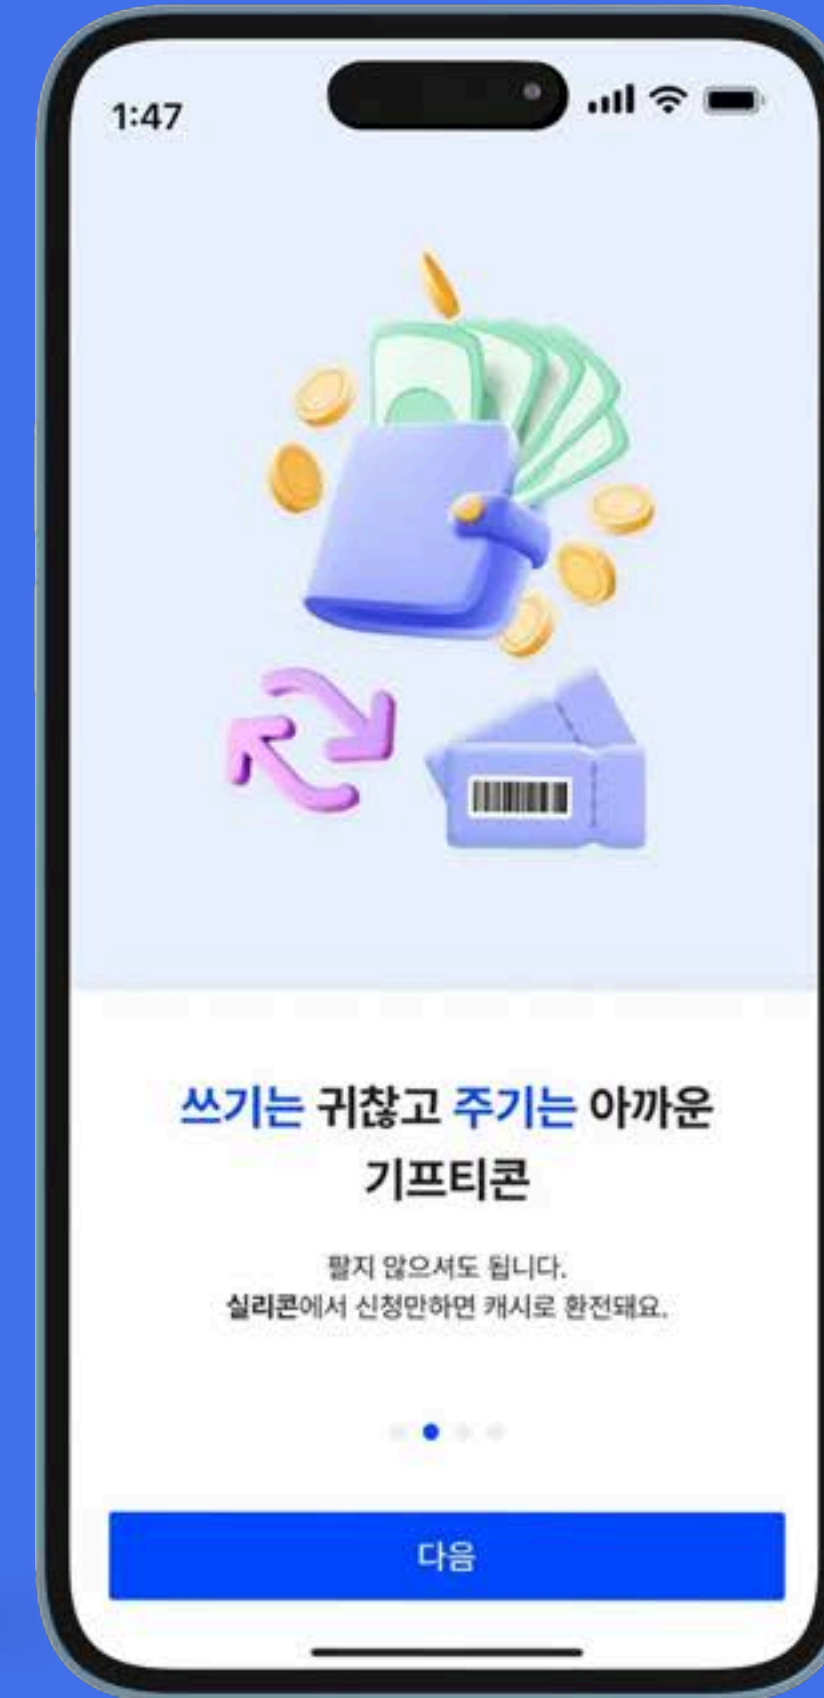 1:47
쓰기는 귀찮고 주기는 아까운
기프티콘
팔지 않으셔도 됩니다.
실리콘에서 신청만하면 캐시로 환전돼요.
다음